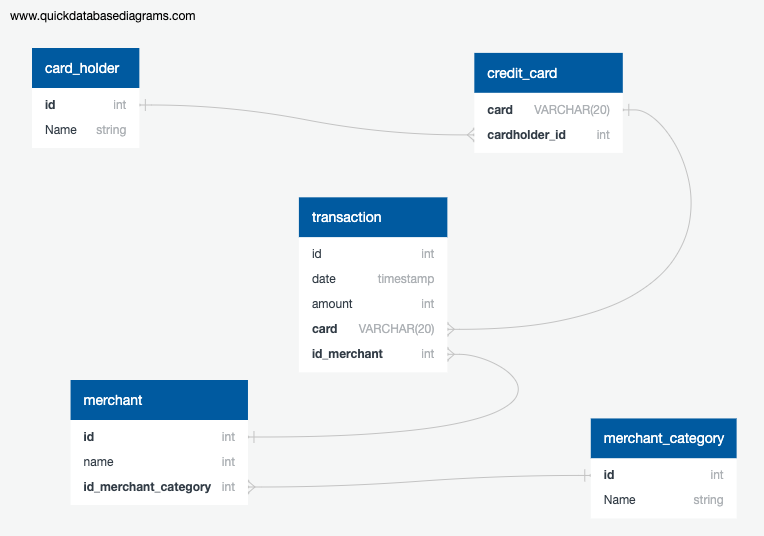 www.quickdatabasediagrams.com
card_holder
id int
Name string
credit_card
card VARCHAR(20)
cardholder_id int
transaction
id int
date timestamp
amount int
card VARCHAR(20)
id_merchant int
merchant
id int
name int
id_merchant_category int
merchant_category
id int
Name string